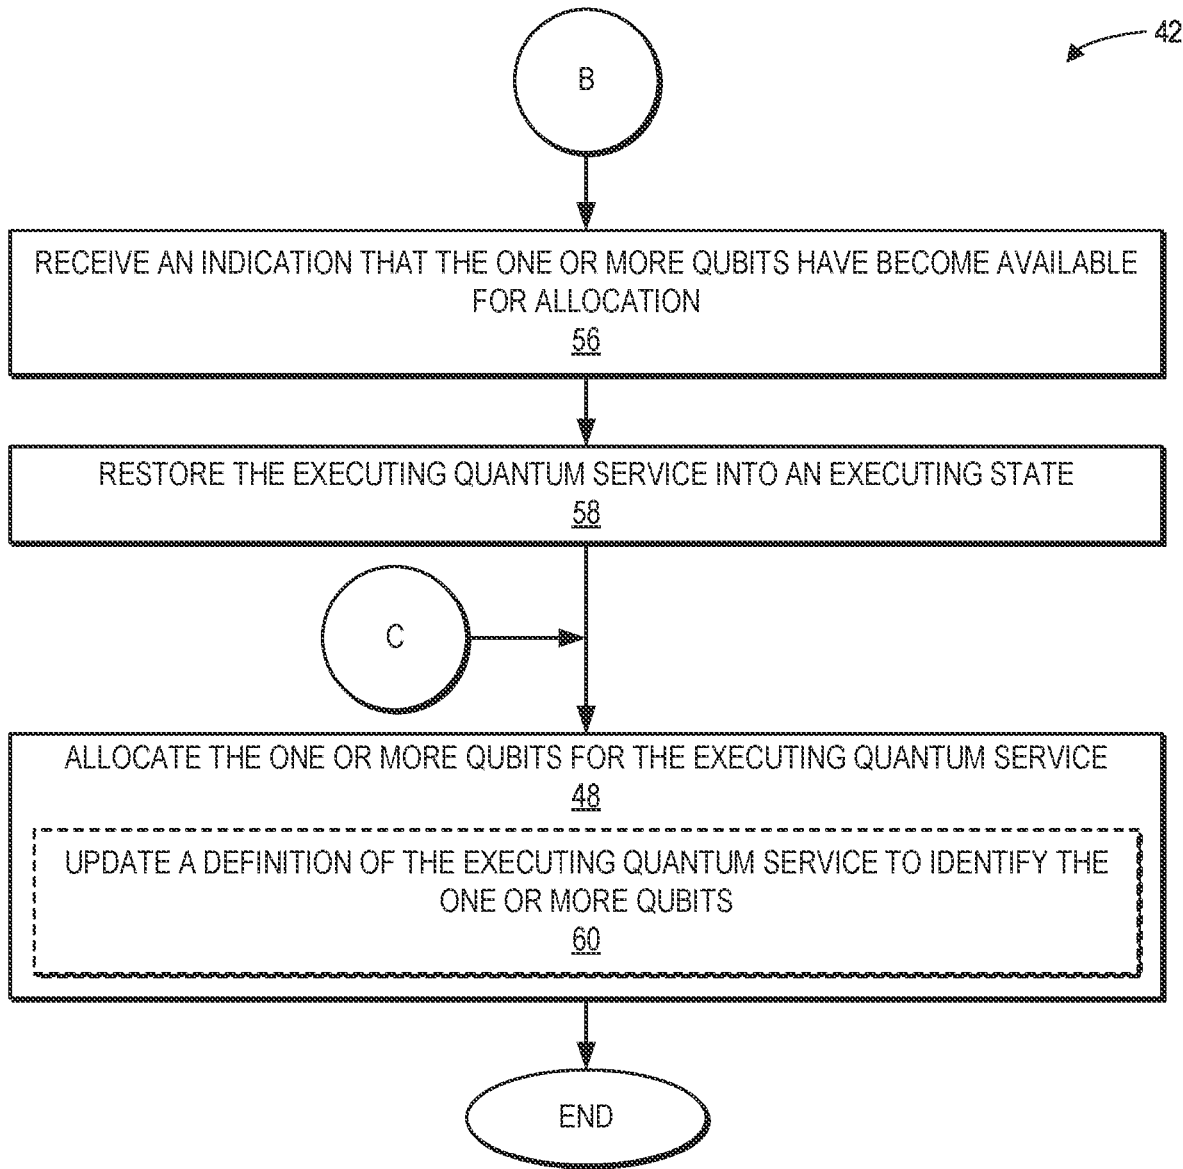 42
B
RECEIVE AN INDICATION THAT THE ONE OR MORE QUBITS HAVE BECOME AVAILABLE
FOR ALLOCATION
56
RESTORE THE EXECUTING QUANTUM SERVICE INTO AN EXECUTING STATE
58
C
ALLOCATE THE ONE OR MORE QUBITS FOR THE EXECUTING QUANTUM SERVICE
48
UPDATE A DEFINITION OF THE EXECUTING QUANTUM SERVICE TO IDENTIFY THE
ONE OR MORE QUBITS
60
END